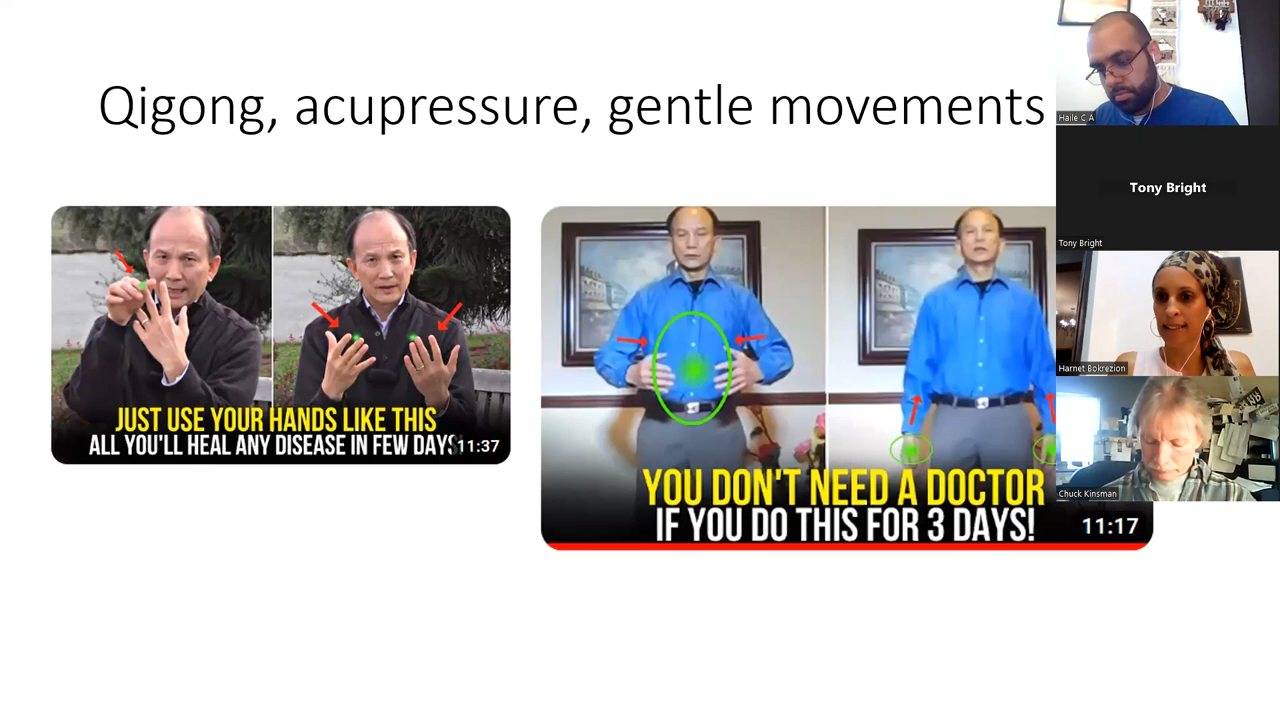 Qigong, acupressure, gentle movements
JUST USE YOUR HANDS LIKE THIS
ALL YOU'LL HEAL ANY DISEASE IN FEW DAYS
11:37
YOU DON'T NEED A DOCTOR
IF YOU DO THIS FOR 3 DAYS!
11:17
Haile C A
Tony Bright
Tony Bright
Harnet Bokrezion
Chuck Kinsman